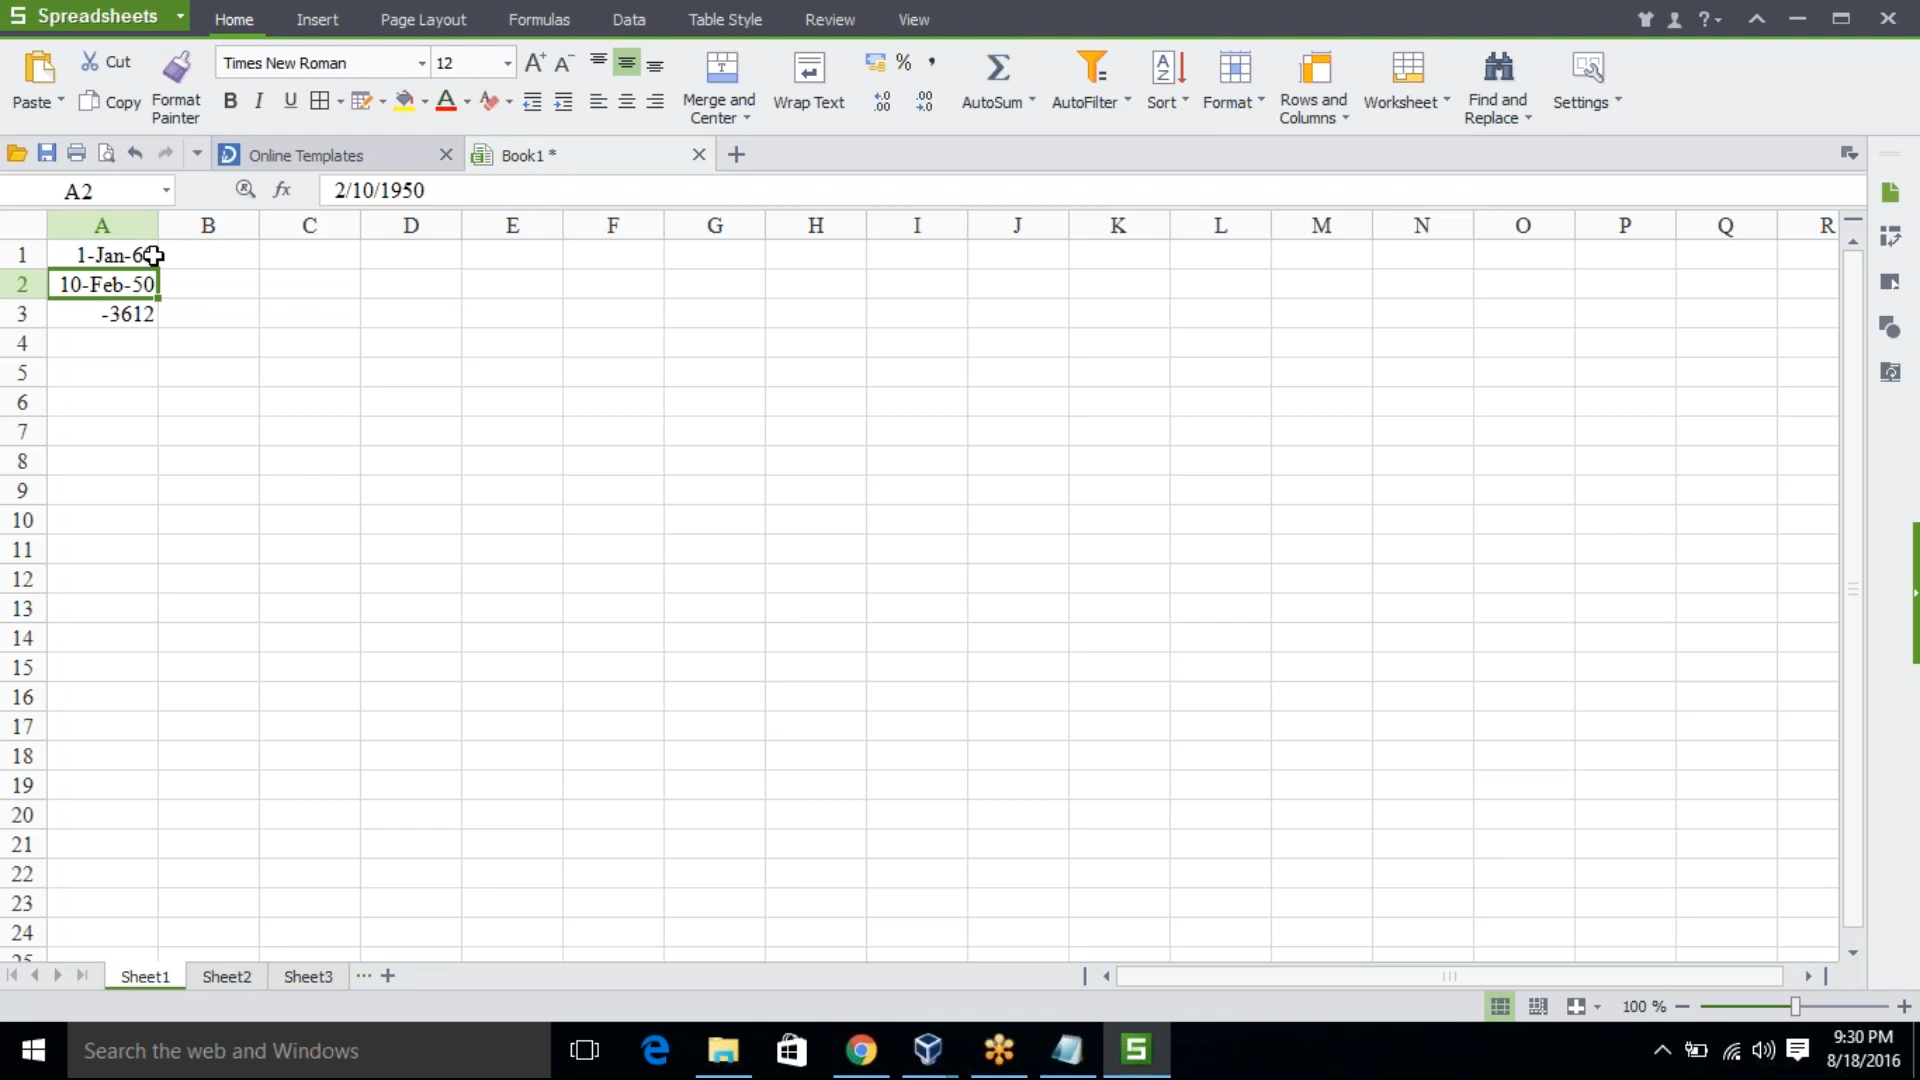 Spreadsheets
Home Insert Page Layout Formulas Data Table Style Review View
Paste Cut Copy Format Painter
Times New Roman 12
B I U A
Merge and Center Wrap Text
AutoSum AutoFilter Sort Format Rows and Columns Worksheet Find and Replace Settings
Online Templates Book1 *
A2 fx 2/10/1950
A B C D E F G H I J K L M N O P Q R
1 1-Jan-6
2 10-Feb-50
3 -3612
4
5
6
7
8
9
10
11
12
13
14
15
16
17
18
19
20
21
22
23
24
25
Sheet1 Sheet2 Sheet3 ...
100 %
Search the web and Windows
9:30 PM
8/18/2016